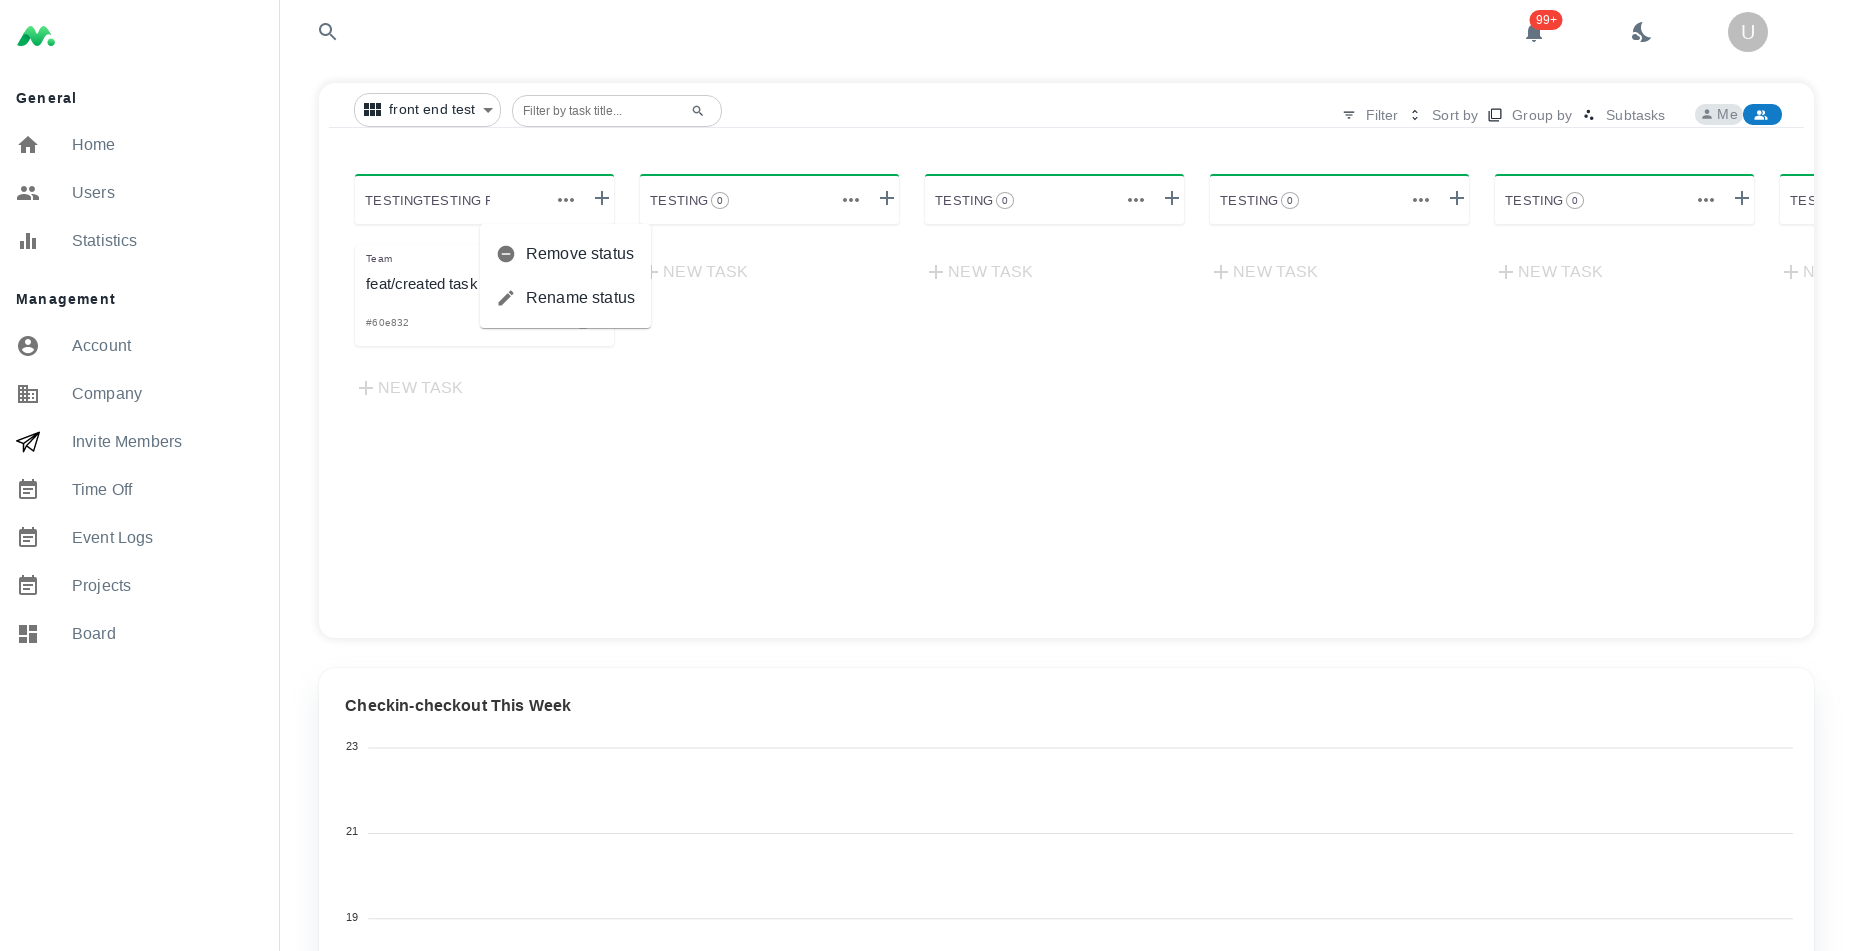 99+
U
General
Home
Users
Statistics
Management
Account
Company
Invite Members
Time Off
Event Logs
Projects
Board
front end test
Filter by task title...
Filter
Sort by
Group by
Subtasks
Me
TESTINGTESTING
TESTING 0
TESTING 0
TESTING 0
TESTING 0
Team
feat/created task
#60e832
Remove status
Rename status
NEW TASK
NEW TASK
NEW TASK
NEW TASK
NEW TASK
Checkin-checkout This Week
23
21
19